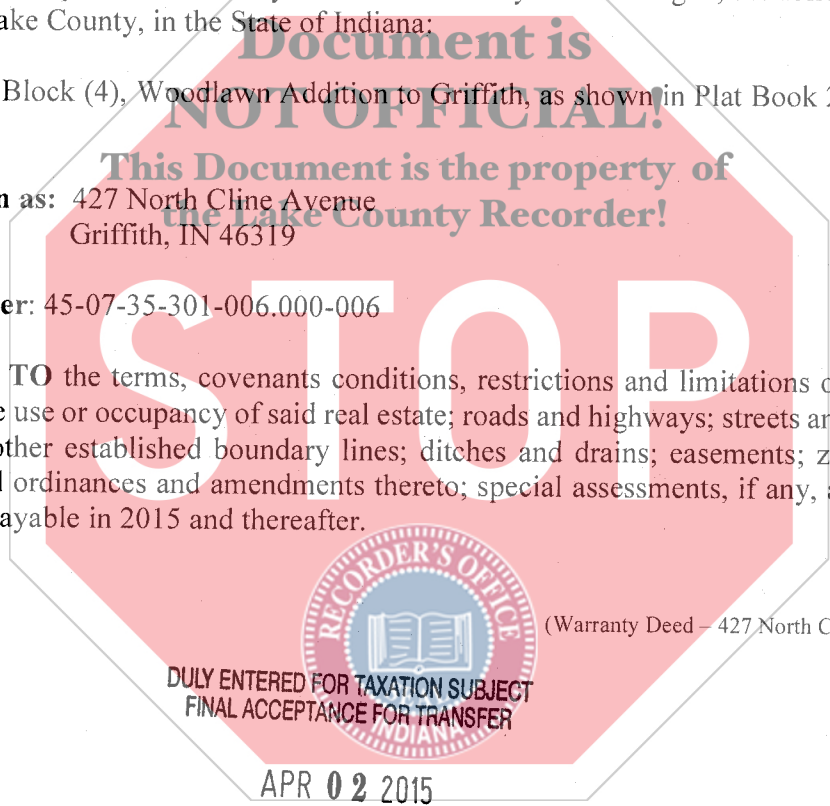 ake County, in the State of Indiana:
Document is
Block (4), Woodlawn Addition to Griffith, as shown in Plat Book 2
NOT OFFICIAL!
This Document is the property of
n as: 427 North Cline Avenue
the Lake County Recorder!
Griffith, IN 46319
er: 45-07-35-301-006.000-006
STOP
TO the terms, covenants conditions, restrictions and limitations o
e use or occupancy of said real estate; roads and highways; streets an
other established boundary lines; ditches and drains; easements; z
l ordinances and amendments thereto; special assessments, if any, a
ayable in 2015 and thereafter.
RECORDER'S OFFICE
(Warranty Deed – 427 North C
DULY ENTERED FOR TAXATION SUBJECT
FINAL ACCEPTANCE FOR TRANSFER
INDIANA
APR 02 2015